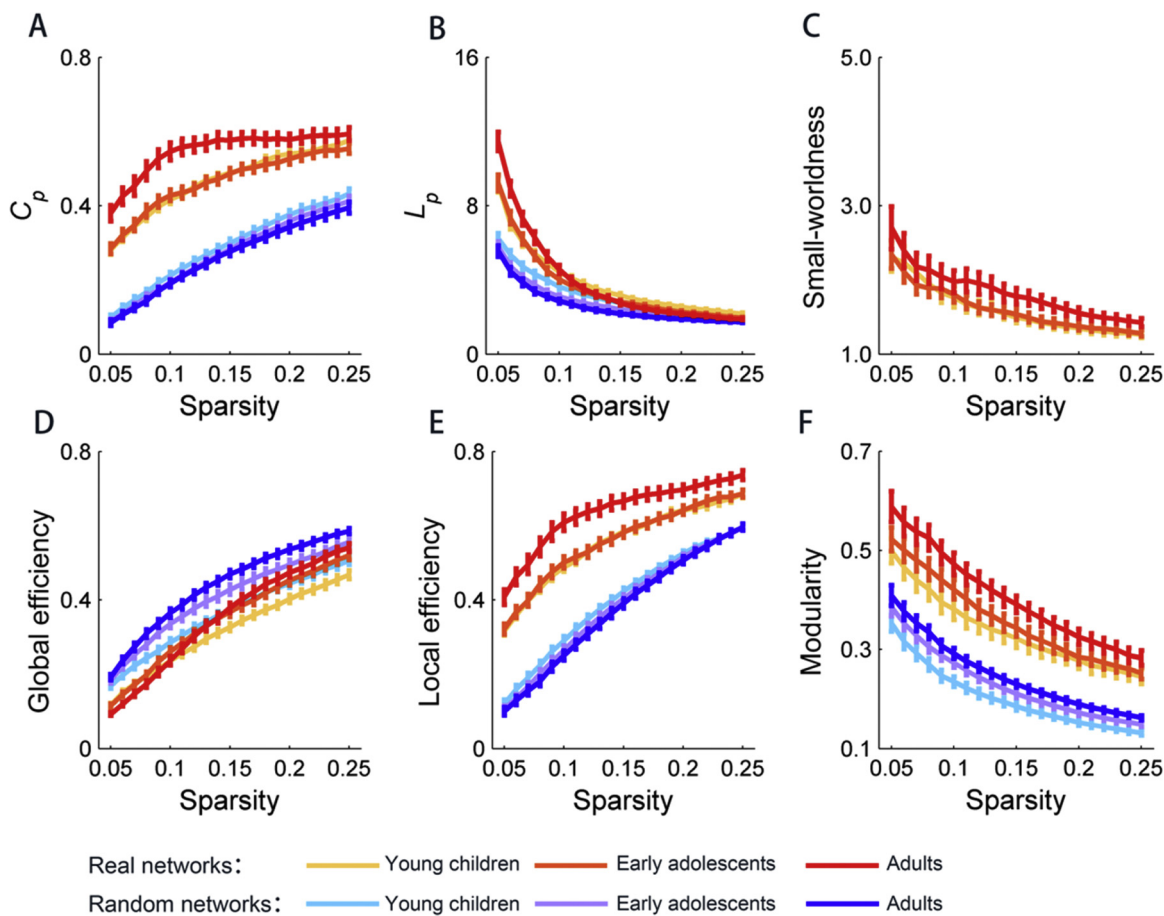 A
B
C
0.8
0.4
0
Cp
0.05 0.1 0.15 0.2 0.25
Sparsity
16
8
0
Lp
0.05 0.1 0.15 0.2 0.25
Sparsity
5.0
3.0
1.0
Small-worldness
0.05 0.1 0.15 0.2 0.25
Sparsity
D
E
F
0.8
0.4
0
Global efficiency
0.05 0.1 0.15 0.2 0.25
Sparsity
0.8
0.4
0
Local efficiency
0.05 0.1 0.15 0.2 0.25
Sparsity
0.7
0.5
0.3
0.1
Modularity
0.05 0.1 0.15 0.2 0.25
Sparsity
Real networks: Young children Early adolescents Adults
Random networks: Young children Early adolescents Adults